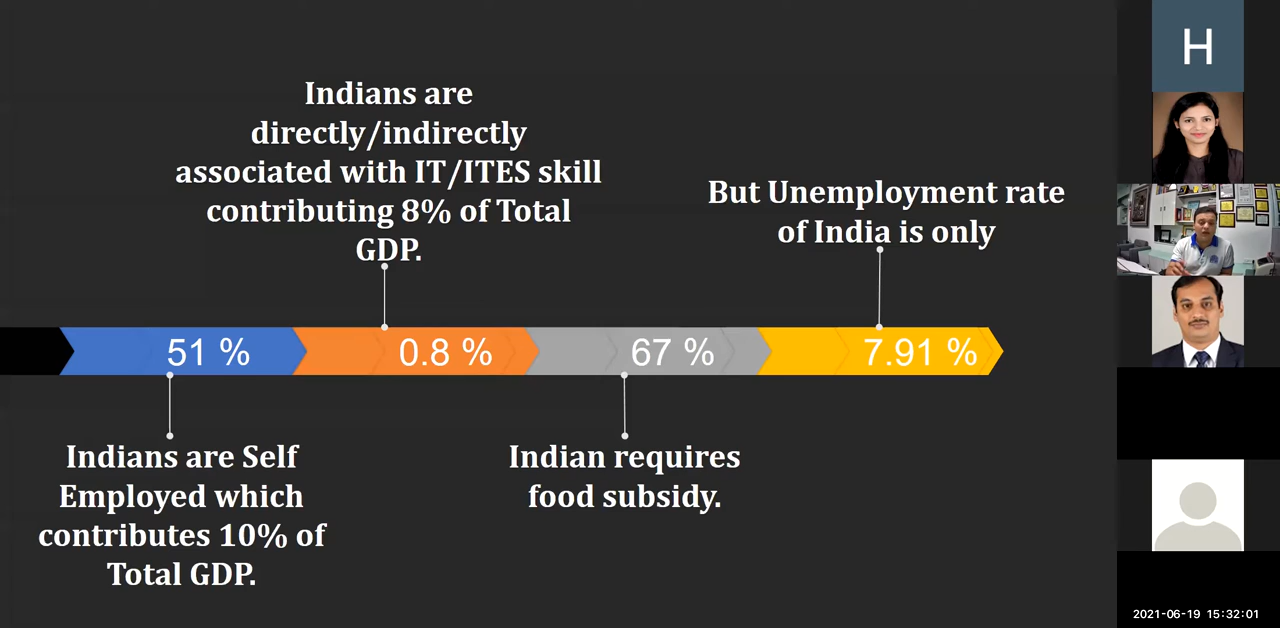 Indians are
directly/indirectly
associated with IT/ITES skill
contributing 8% of Total
GDP.
But Unemployment rate
of India is only
51 %
0.8 %
67 %
7.91 %
Indians are Self
Employed which
contributes 10% of
Total GDP.
Indian requires
food subsidy.
H
2021-06-19 15:32:01